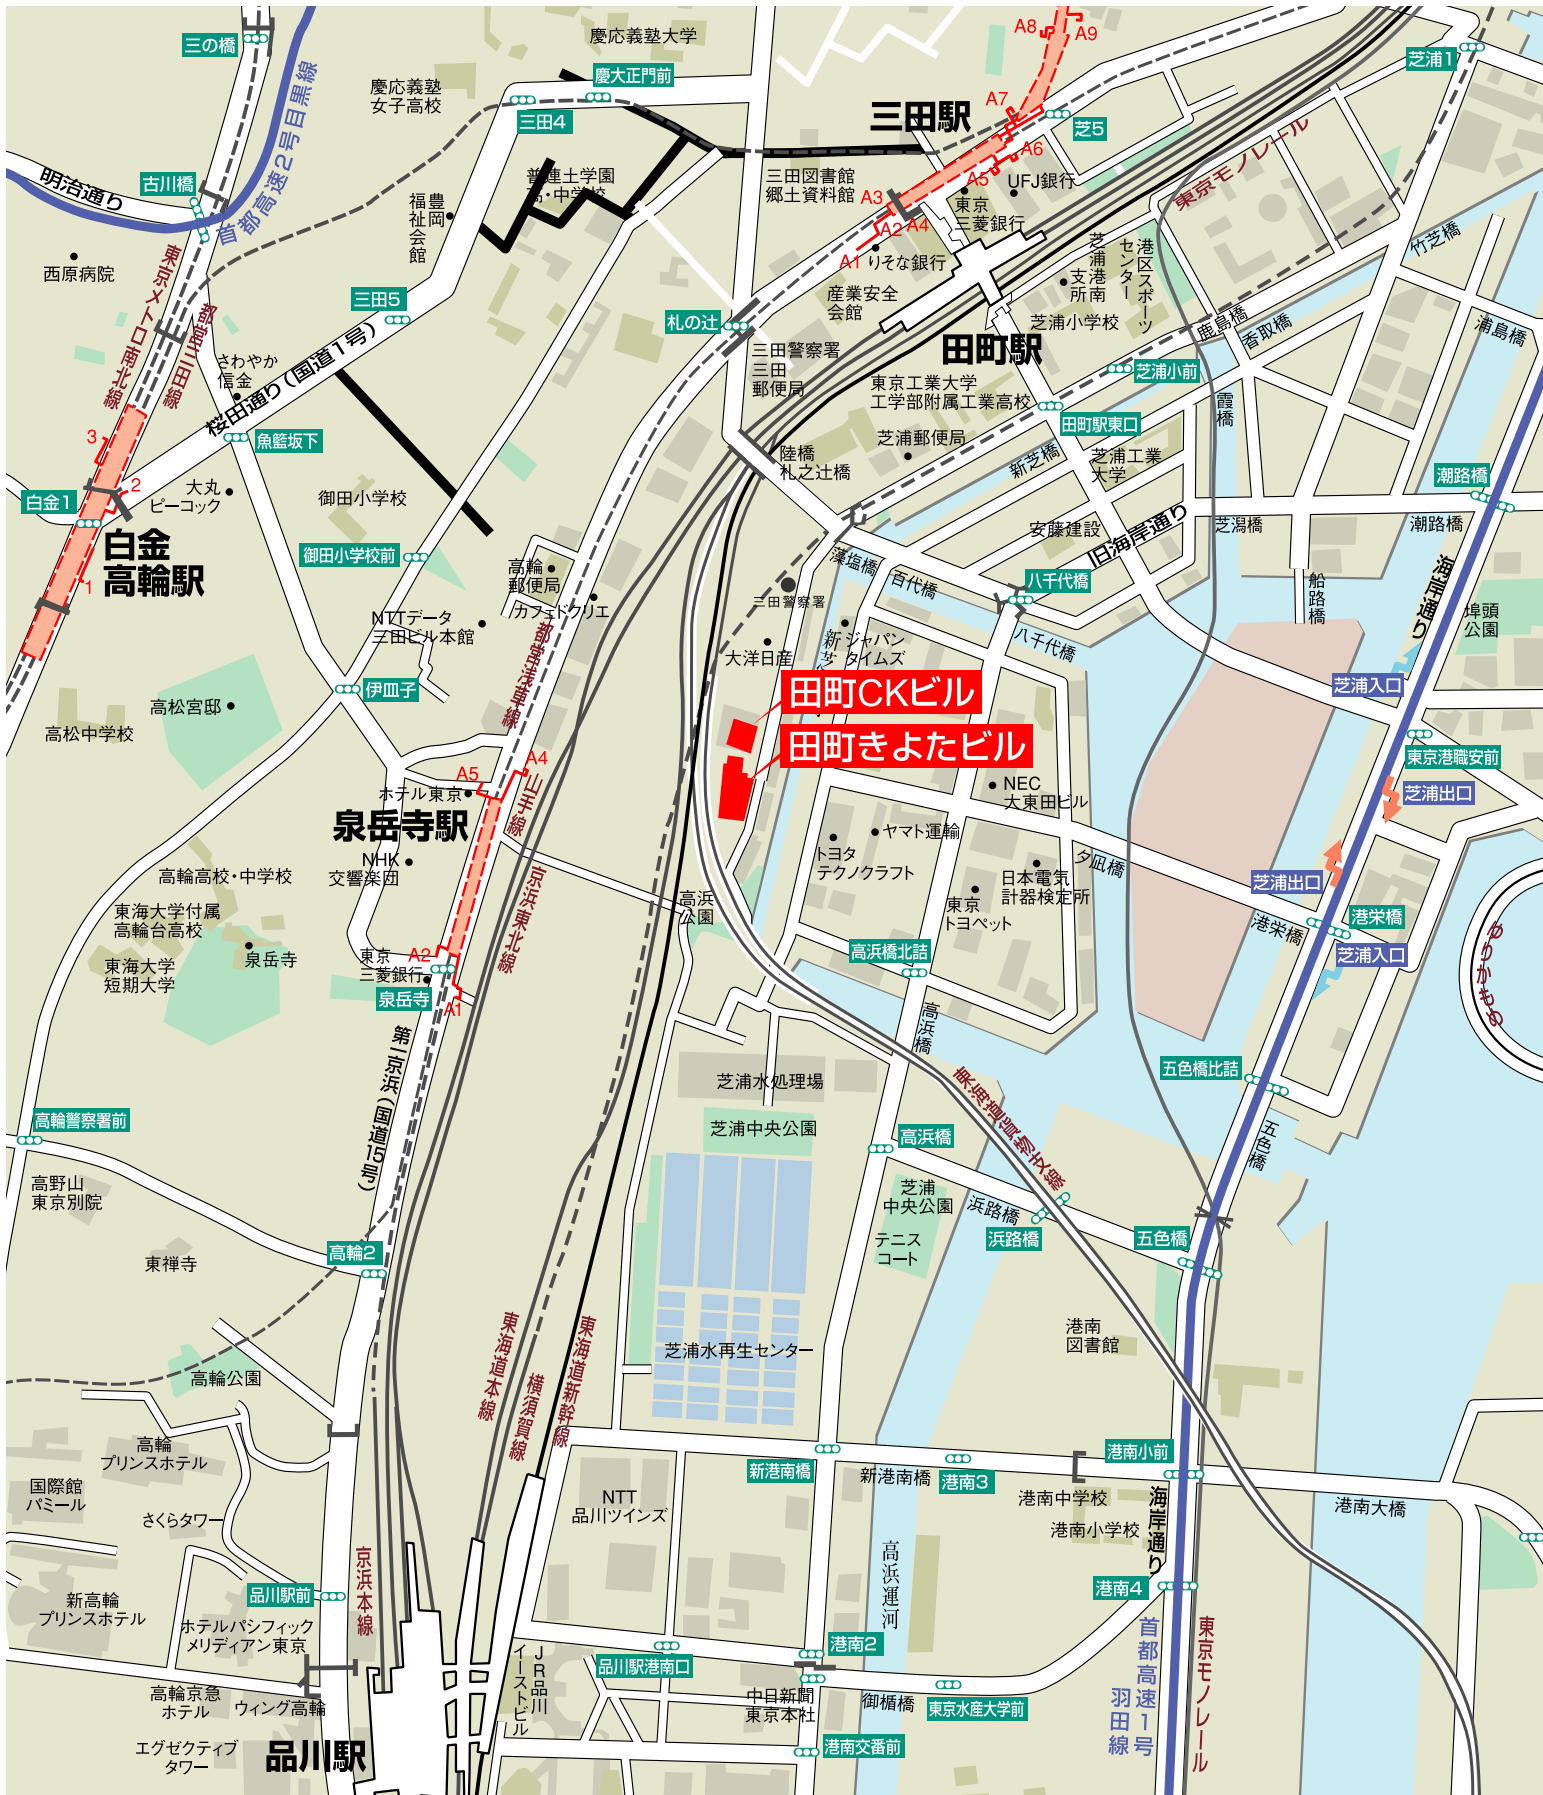 三の橋
慶応義塾大学
慶大正門前
慶応義塾
女子高校
三田4
A8
A9
芝浦1
A7
三田駅
芝5
A6
首都高速2号目黒線
明治通り
古川橋
普連土学園
高・中学校
三田図書館
郷土資料館
A3
A5
UFJ銀行
東京
三菱銀行
東京モノレール
豊岡
福祉会館
A2
A4
A1
りそな銀行
芝浦港南
支所
港区スポーツ
センター
竹芝橋
西原病院
東京メトロ南北線
都営三田線
三田5
産業安全
会館
芝浦小学校
鹿島橋
香取橋
浦島橋
札の辻
三田警察署
三田
郵便局
田町駅
芝浦小前
さわやか
信金
桜田通り(国道1号)
東京工業大学
工学部附属工業高校
田町駅東口
霞橋
3
魚籃坂下
芝浦郵便局
陸橋
札之辻橋
新芝橋
芝浦工業
大学
潮路橋
2
白金1
大丸
ピーコック
御田小学校
安藤建設
旧海岸通り
芝潟橋
潮路橋
白金
高輪駅
御田小学校前
高輪
郵便局
藻塩橋
百代橋
八千代橋
海岸通り
1
カフェドクリエ
三田警察署
船路橋
埠頭
公園
NTTデータ
三田ビル本館
都営浅草線
大洋日産
ジャパン
タイムズ
八千代橋
伊皿子
田町CKビル
芝浦入口
高松宮邸
高松中学校
田町きよたビル
東京港職安前
A5
A4
山手線
ホテル東京
NEC
大東田ビル
芝浦出口
泉岳寺駅
ヤマト運輸
トヨタ
テクノクラフト
夕凪橋
NHK
交響楽団
高輪高校・中学校
京浜東北線
高浜
公園
日本電気
計器検定所
東京
トヨペット
芝浦出口
港栄橋
東海大学付属
高輪台高校
港栄橋
ゆりかもめ
東海大学
短期大学
泉岳寺
東京
三菱銀行
A2
高浜橋北詰
芝浦入口
泉岳寺
A1
高浜橋
第一京浜(国道15号)
芝浦水処理場
東海道貨物支線
五色橋比詰
高輪警察署前
芝浦中央公園
高浜橋
五色橋
高野山
東京別院
芝浦
中央公園
浜路橋
浜路橋
五色橋
高輪2
東禅寺
テニス
コート
東海道本線
横須賀線
東海道新幹線
芝浦水再生センター
港南
図書館
高輪公園
高輪
プリンスホテル
国際館
パミール
新港南橋
新港南橋
港南3
港南小前
港南中学校
港南大橋
さくらタワー
NTT
品川ツインズ
港南小学校
海岸通り
京浜本線
高浜運河
品川駅前
港南4
新高輪
プリンスホテル
ホテルパシフィック
メリディアン東京
JR品川
イーストビル
品川駅港南口
港南2
首都高速1号
羽田線
東京モノレール
高輪京急
ホテル
ウィング高輪
中日新聞
東京本社
御楯橋
東京水産大学前
エグゼクティブ
タワー
品川駅
港南交番前